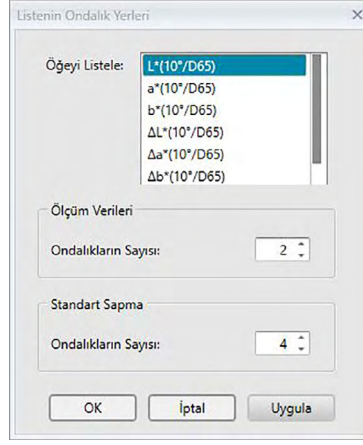 Listenin Ondalık Yerleri
Öğeyi Listele:
L*(10°/D65)
a*(10°/D65)
b*(10°/D65)
ΔL*(10°/D65)
Δa*(10°/D65)
Δb*(10°/D65)
Ölçüm Verileri
Ondalıkların Sayısı: 2
Standart Sapma
Ondalıkların Sayısı: 4
OK İptal Uygula